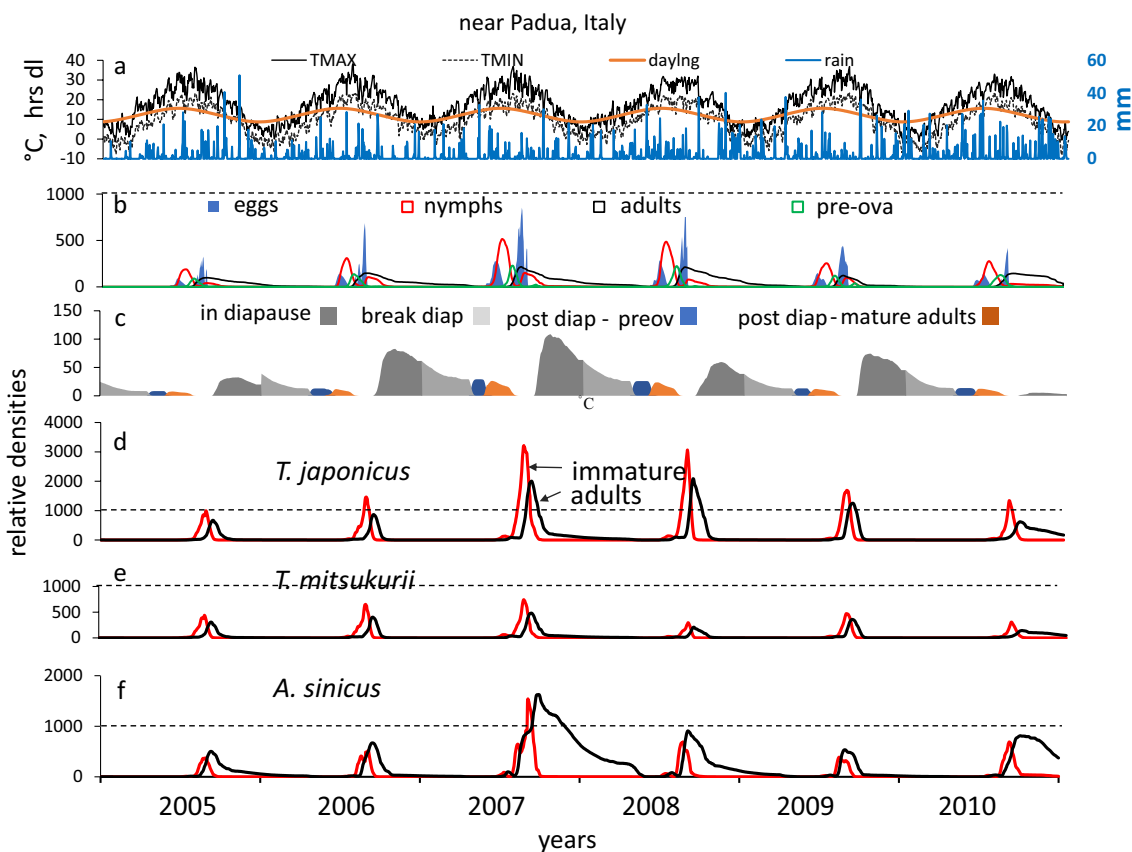 near Padua, Italy
a
TMAX TMIN daylng rain
°C, hrs dl
40
30
20
10
0
-10
60
40
20
0
mm
b
eggs nymphs adults pre-ova
1000
500
0
c
in diapause break diap post diap - preov post diap - mature adults
150
100
50
0
°C
relative densities
d
T. japonicus
immature
adults
4000
3000
2000
1000
0
e
T. mitsukurii
1000
500
0
f
A. sinicus
2000
1000
0
2005 2006 2007 2008 2009 2010
years